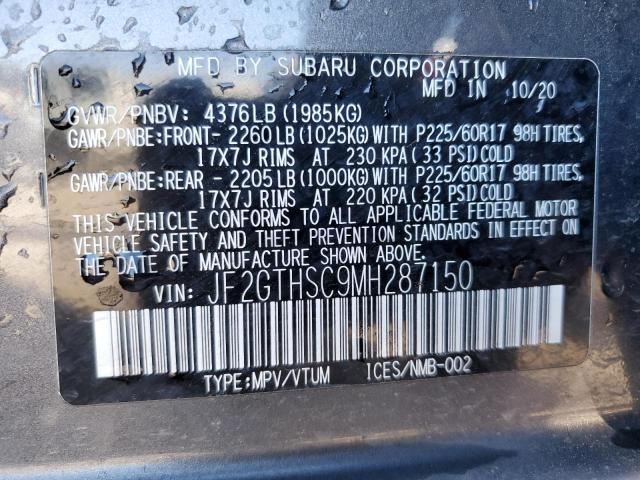 MFD BY SUBARU CORPORATION
MFD IN 10/20
GVWR/PNBV: 4376LB (1985KG)
GAWR/PNBE:FRONT- 2260 LB (1025KG) WITH P225/60R17 98H TIRES,
17X7J RIMS AT 230 KPA (33 PSI) COLD
GAWR/PNBE:REAR - 2205 LB (1000KG) WITH P225/60R17 98H TIRES,
17X7J RIMS AT 220 KPA (32 PSI) COLD
THIS VEHICLE CONFORMS TO ALL APPLICABLE FEDERAL MOTOR
VEHICLE SAFETY AND THEFT PREVENTION STANDARDS IN EFFECT ON
THE DATE OF MANUFACTURE SHOWN ABOVE.
VIN: JF2GTHSC9MH287150
TYPE:MPV/VTUM ICES/NMB-002